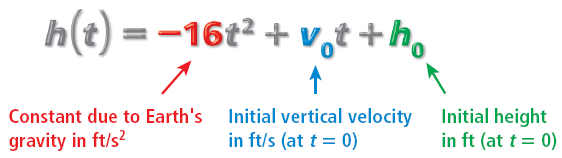 h(t) = −16t² + v₀t + h₀
Constant due to Earth's
gravity in ft/s²
Initial vertical velocity
in ft/s (at t = 0)
Initial height
in ft (at t = 0)